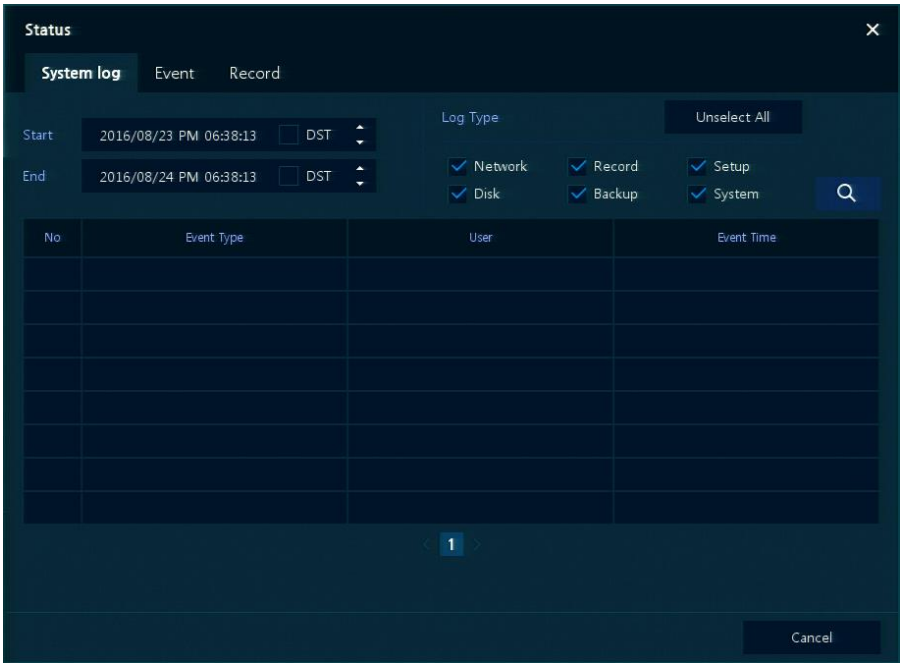 Status
System log Event Record
Log Type Unselect All
Start 2016/08/23 PM 06:38:13 DST
Network Record Setup
End 2016/08/24 PM 06:38:13 DST
Disk Backup System
No Event Type User Event Time
1
Cancel